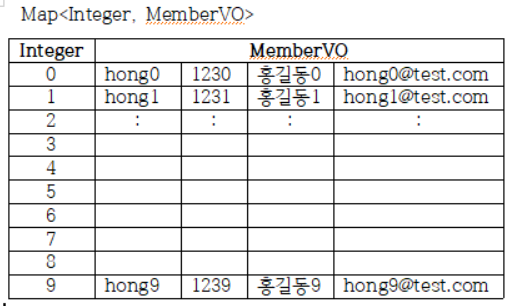 Map<Integer, MemberVO>
Integer MemberVO
0 hong0 1230 홍길동0 hong0@test.com
1 hong1 1231 홍길동1 hong1@test.com
2 : : : :
3
4
5
6
7
8
9 hong9 1239 홍길동9 hong9@test.com